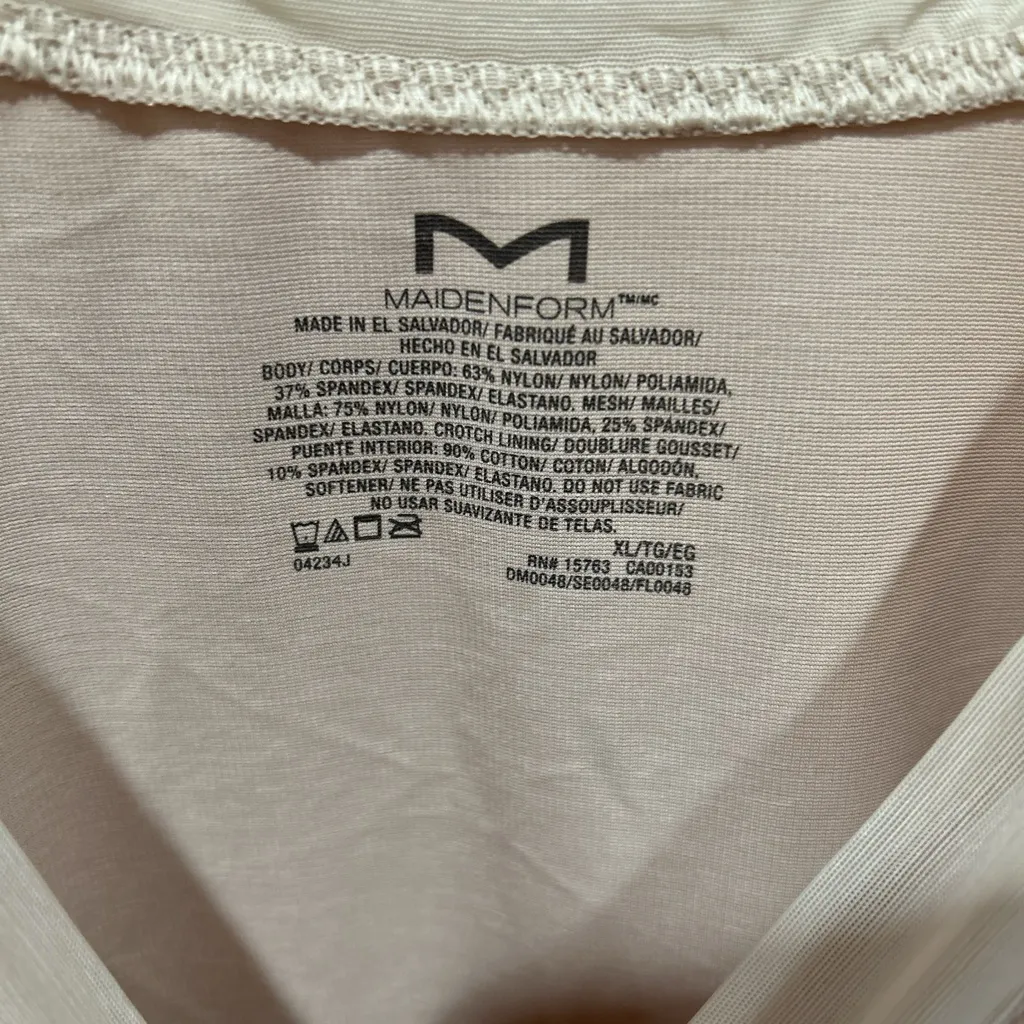 M
MAIDENFORM™/MC
MADE IN EL SALVADOR/ FABRIQUÉ AU SALVADOR/
HECHO EN EL SALVADOR
BODY/ CORPS/ CUERPO: 63% NYLON/ NYLON/ POLIAMIDA,
37% SPANDEX/ SPANDEX/ ELASTANO. MESH/ MAILLES/
MALLA: 75% NYLON/ NYLON/ POLIAMIDA, 25% SPANDEX/
SPANDEX/ ELASTANO. CROTCH LINING/ DOUBLURE GOUSSET/
PUENTE INTERIOR: 90% COTTON/ COTON/ ALGODÓN,
10% SPANDEX/ SPANDEX/ ELASTANO. DO NOT USE FABRIC
SOFTENER/ NE PAS UTILISER D'ASSOUPLISSEUR/
NO USAR SUAVIZANTE DE TELAS.
XL/TG/EG
04234J
RN# 15763 CA00153
DM0048/SE0048/FL0048